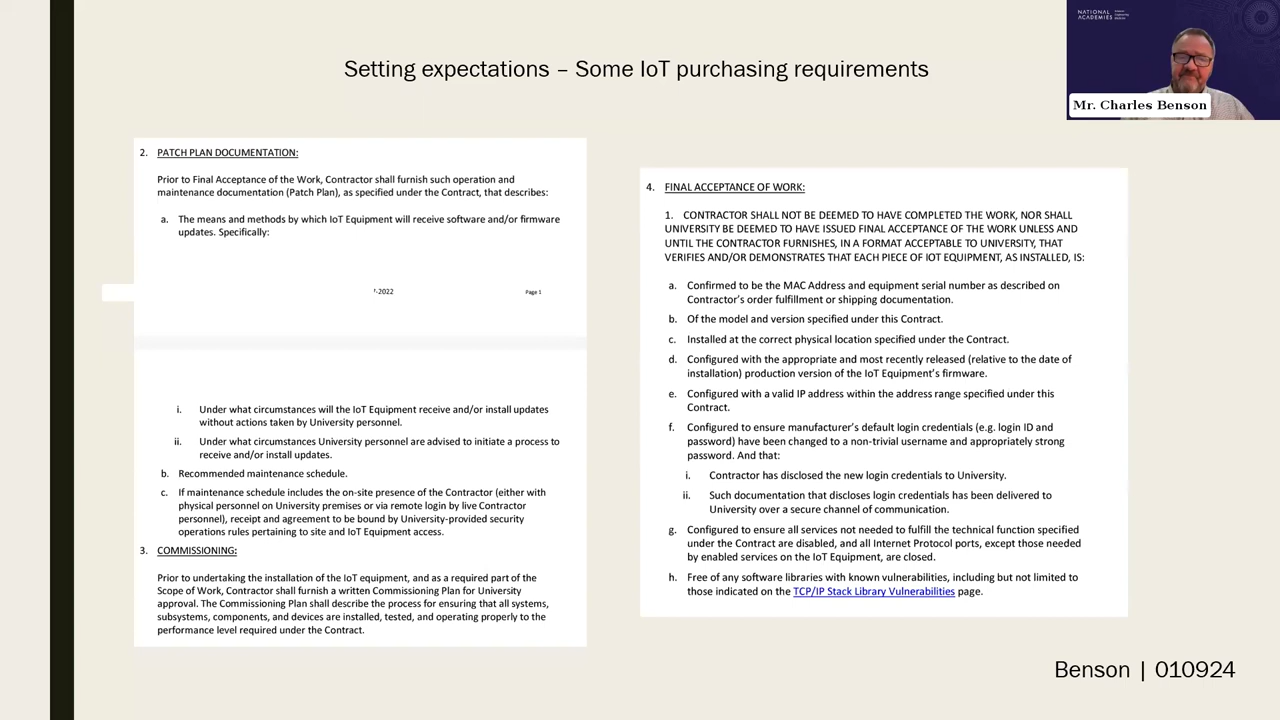 NATIONAL
ACADEMIES
Mr. Charles Benson
Setting expectations – Some IoT purchasing requirements
2. PATCH PLAN DOCUMENTATION:
Prior to Final Acceptance of the Work, Contractor shall furnish such operation and
maintenance documentation (Patch Plan), as specified under the Contract, that describes:
a. The means and methods by which IoT Equipment will receive software and/or firmware
updates. Specifically:
-2022 Page 1
i. Under what circumstances will the IoT Equipment receive and/or install updates
without actions taken by University personnel.
ii. Under what circumstances University personnel are advised to initiate a process to
receive and/or install updates.
b. Recommended maintenance schedule.
c. If maintenance schedule includes the on-site presence of the Contractor (either with
physical personnel on University premises or via remote login by live Contractor
personnel), receipt and agreement to be bound by University-provided security
operations rules pertaining to site and IoT Equipment access.
3. COMMISSIONING:
Prior to undertaking the installation of the IoT equipment, and as a required part of the
Scope of Work, Contractor shall furnish a written Commissioning Plan for University
approval. The Commissioning Plan shall describe the process for ensuring that all systems,
subsystems, components, and devices are installed, tested, and operating properly to the
performance level required under the Contract.
4. FINAL ACCEPTANCE OF WORK:
1. CONTRACTOR SHALL NOT BE DEEMED TO HAVE COMPLETED THE WORK, NOR SHALL
UNIVERSITY BE DEEMED TO HAVE ISSUED FINAL ACCEPTANCE OF THE WORK UNLESS AND
UNTIL THE CONTRACTOR FURNISHES, IN A FORMAT ACCEPTABLE TO UNIVERSITY, THAT
VERIFIES AND/OR DEMONSTRATES THAT EACH PIECE OF IOT EQUIPMENT, AS INSTALLED, IS:
a. Confirmed to be the MAC Address and equipment serial number as described on
Contractor's order fulfillment or shipping documentation.
b. Of the model and version specified under this Contract.
c. Installed at the correct physical location specified under the Contract.
d. Configured with the appropriate and most recently released (relative to the date of
installation) production version of the IoT Equipment's firmware.
e. Configured with a valid IP address within the address range specified under this
Contract.
f. Configured to ensure manufacturer's default login credentials (e.g. login ID and
password) have been changed to a non-trivial username and appropriately strong
password. And that:
i. Contractor has disclosed the new login credentials to University.
ii. Such documentation that discloses login credentials has been delivered to
University over a secure channel of communication.
g. Configured to ensure all services not needed to fulfill the technical function specified
under the Contract are disabled, and all Internet Protocol ports, except those needed
by enabled services on the IoT Equipment, are closed.
h. Free of any software libraries with known vulnerabilities, including but not limited to
those indicated on the TCP/IP Stack Library Vulnerabilities page.
Benson | 010924